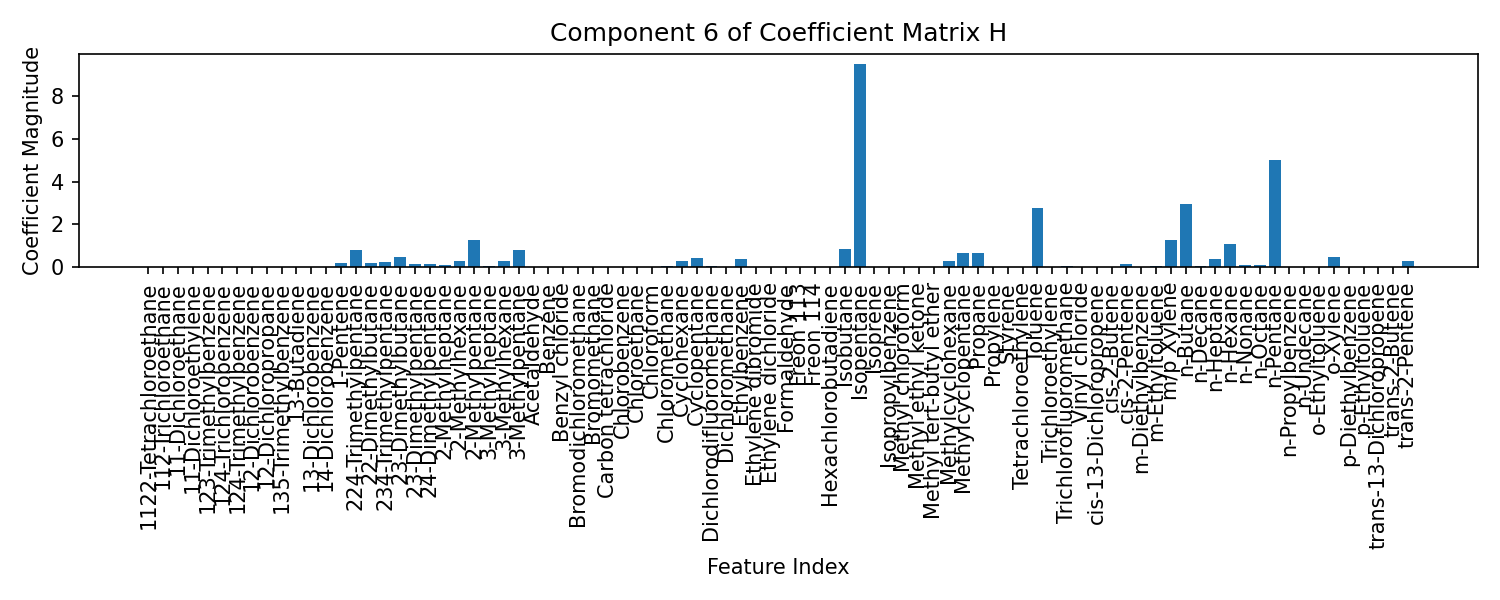 Component 6 of Coefficient Matrix H
Coefficient Magnitude
8
6
4
2
0
1122-Tetrachloroethane
112-Trichloroethane
11-Dichloroethane
11-Dichloroethylene
123-Trimethylbenzene
124-Trichlorobenzene
124-Trimethylbenzene
12-Dichlorobenzene
12-Dichloropropane
135-Trimethylbenzene
13-Butadiene
13-Dichlorobenzene
14-Dichlorobenzene
1-Pentene
224-Trimethylpentane
22-Dimethylbutane
234-Trimethylpentane
23-Dimethylbutane
23-Dimethylpentane
24-Dimethylpentane
2-Methylheptane
2-Methylhexane
2-Methylpentane
3-Methylheptane
3-Methylhexane
3-Methylpentane
Acetaldehyde
Benzene
Benzyl chloride
Bromodichloromethane
Bromomethane
Carbon tetrachloride
Chlorobenzene
Chloroethane
Chloroform
Chloromethane
Cyclohexane
Cyclopentane
Dichlorodifluoromethane
Dichloromethane
Ethylbenzene
Ethylene dibromide
Ethylene dichloride
Formaldehyde
Freon 113
Freon 114
Hexachlorobutadiene
Isobutane
Isopentane
Isoprene
Isopropylbenzene
Methyl chloroform
Methyl ethyl ketone
Methyl tert-butyl ether
Methylcyclohexane
Methylcyclopentane
Propane
Propylene
Styrene
Tetrachloroethylene
Toluene
Trichloroethylene
Trichlorofluoromethane
Vinyl chloride
cis-13-Dichloropropene
cis-2-Butene
cis-2-Pentene
m-Diethylbenzene
m-Ethyltoluene
m/p Xylene
n-Butane
n-Decane
n-Heptane
n-Hexane
n-Nonane
n-Octane
n-Pentane
n-Propylbenzene
n-Undecane
o-Ethyltoluene
o-Xylene
p-Diethylbenzene
p-Ethyltoluene
trans-13-Dichloropropene
trans-2-Butene
trans-2-Pentene
Feature Index